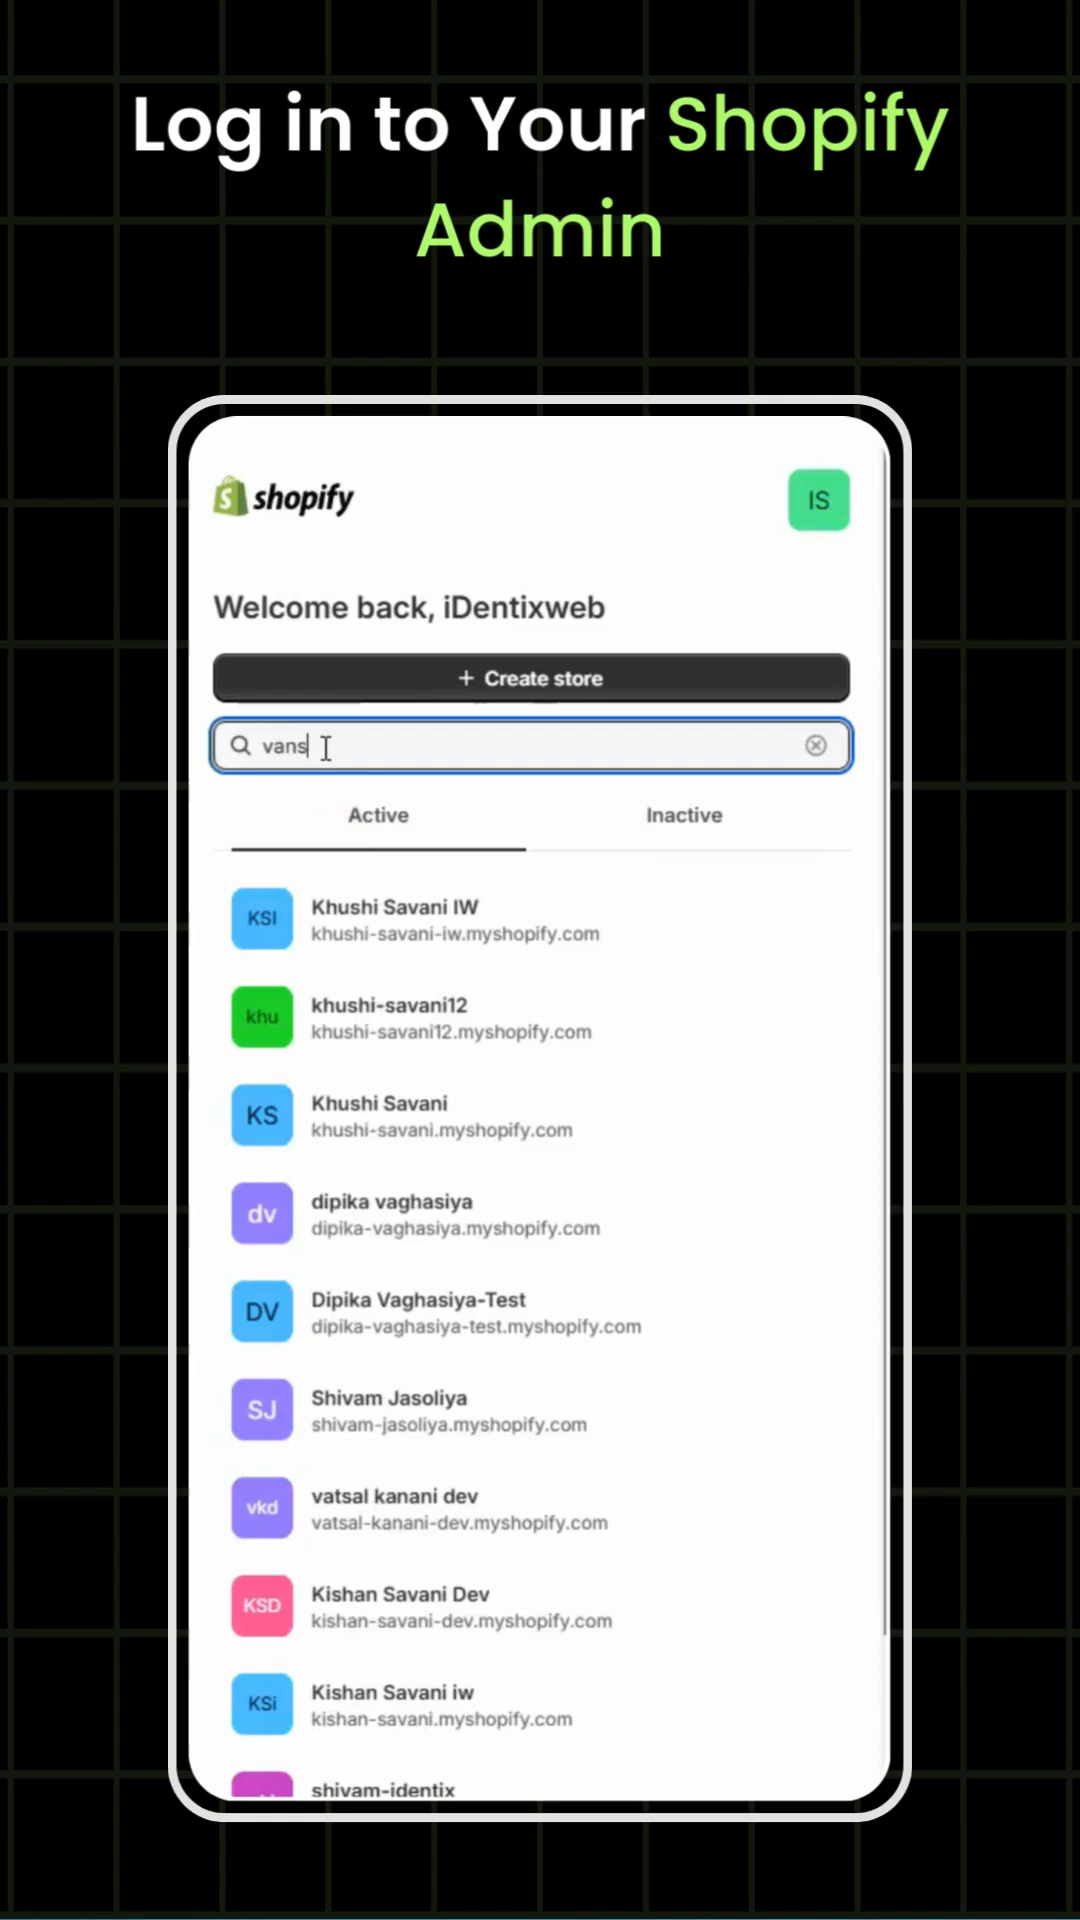 Log in to Your Shopify
Admin
shopify
IS
Welcome back, iDentixweb
+ Create store
vans
Active
Inactive
KSI
Khushi Savani IW
khushi-savani-iw.myshopify.com
khu
khushi-savani12
khushi-savani12.myshopify.com
KS
Khushi Savani
khushi-savani.myshopify.com
dv
dipika vaghasiya
dipika-vaghasiya.myshopify.com
DV
Dipika Vaghasiya-Test
dipika-vaghasiya-test.myshopify.com
SJ
Shivam Jasoliya
shivam-jasoliya.myshopify.com
vkd
vatsal kanani dev
vatsal-kanani-dev.myshopify.com
KSD
Kishan Savani Dev
kishan-savani-dev.myshopify.com
KSi
Kishan Savani iw
kishan-savani.myshopify.com
shivam-identix